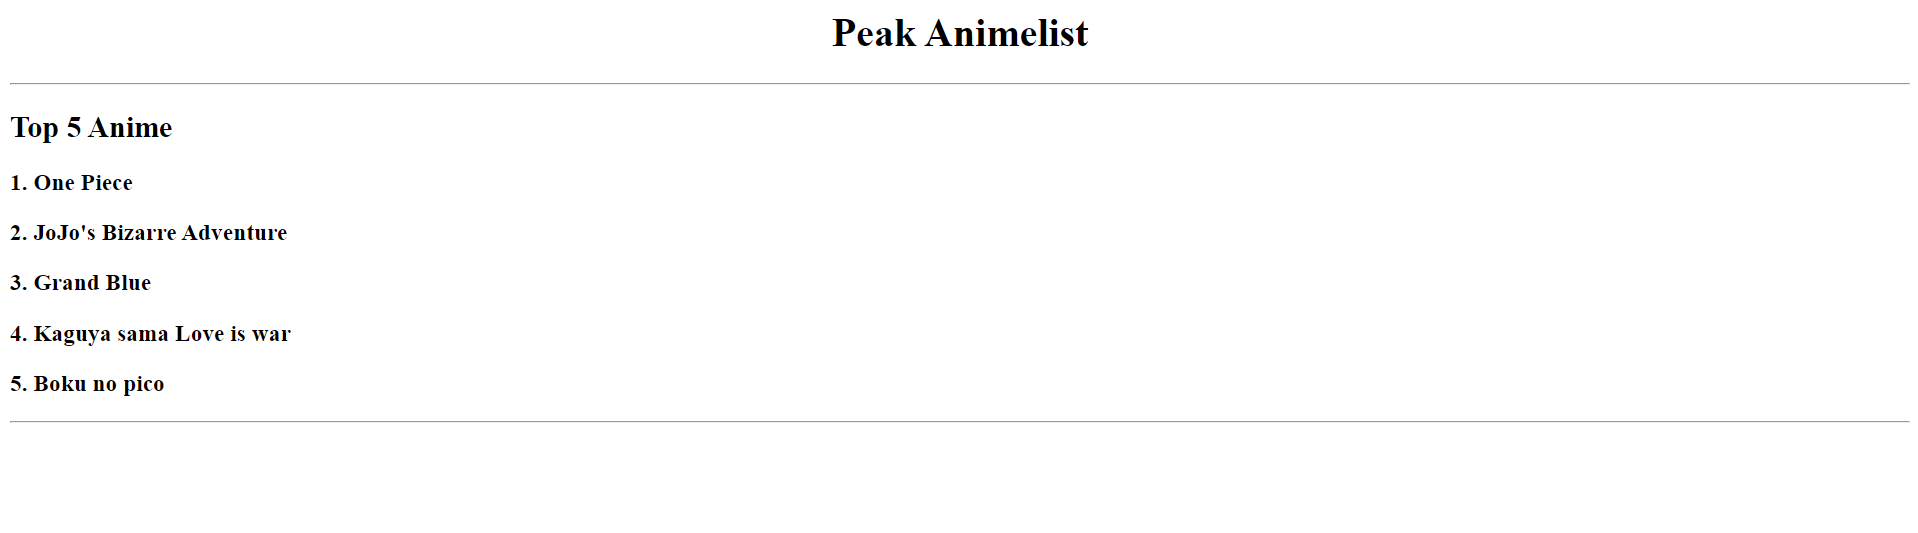 Peak Animelist
Top 5 Anime
1. One Piece
2. JoJo's Bizarre Adventure
3. Grand Blue
4. Kaguya sama Love is war
5. Boku no pico